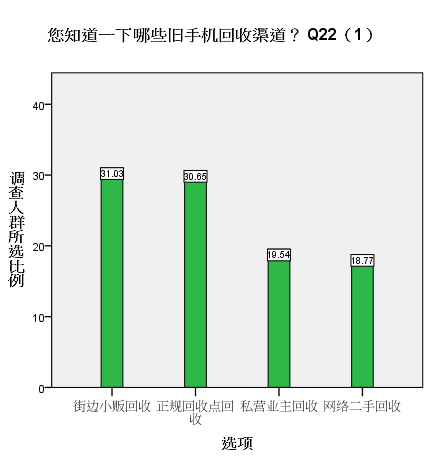 您知道一下哪些旧手机回收渠道？ Q22（1）
调查人群所选比例
40
30
20
10
0
31.03
30.65
19.54
18.77
街边小贩回收
正规回收点回
收
私营业主回收
网络二手回收
选项